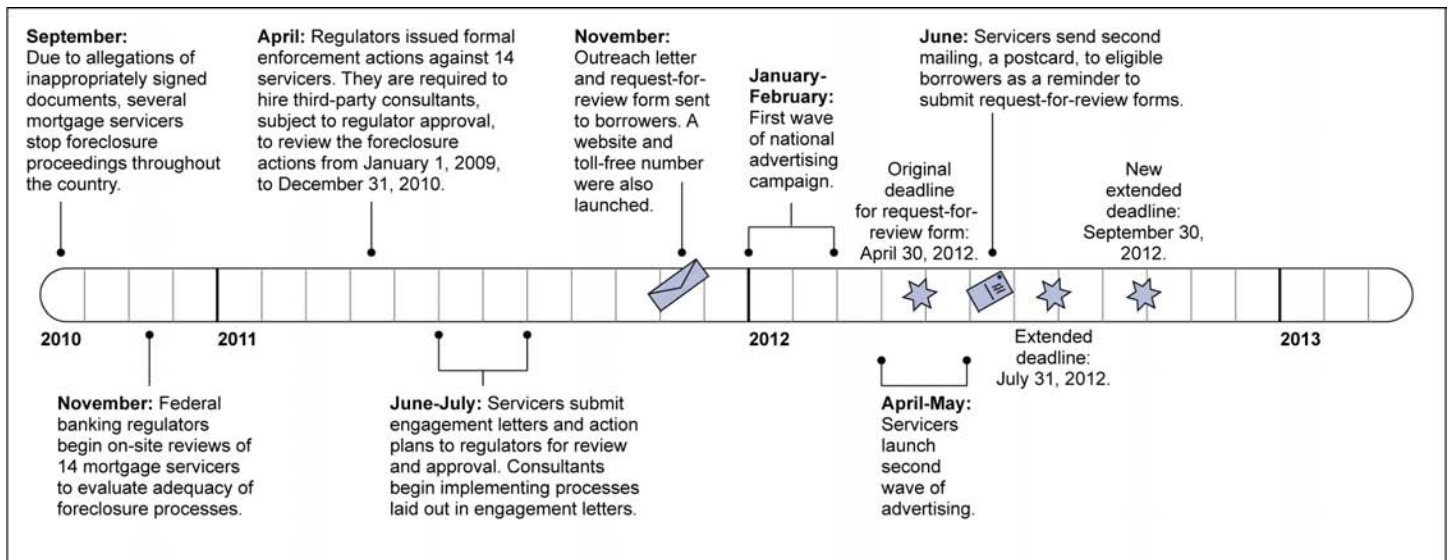 September:
Due to allegations of
inappropriately signed
documents, several
mortgage servicers
stop foreclosure
proceedings throughout
the country.
April: Regulators issued formal
enforcement actions against 14
servicers. They are required to
hire third-party consultants,
subject to regulator approval,
to review the foreclosure
actions from January 1, 2009,
to December 31, 2010.
November:
Outreach letter
and request-for-
review form sent
to borrowers. A
website and
toll-free number
were also
launched.
January-
February:
First wave
of national
advertising
campaign.
Original
deadline
for request-for-
review form:
April 30, 2012.
June: Servicers send second
mailing, a postcard, to eligible
borrowers as a reminder to
submit request-for-review forms.
New
extended
deadline:
September 30,
2012.
2010
2011
2012
2013
November: Federal
banking regulators
begin on-site reviews of
14 mortgage servicers
to evaluate adequacy of
foreclosure processes.
June-July: Servicers submit
engagement letters and action
plans to regulators for review
and approval. Consultants
begin implementing processes
laid out in engagement letters.
April-May:
Servicers
launch
second
wave of
advertising.
Extended
deadline:
July 31, 2012.